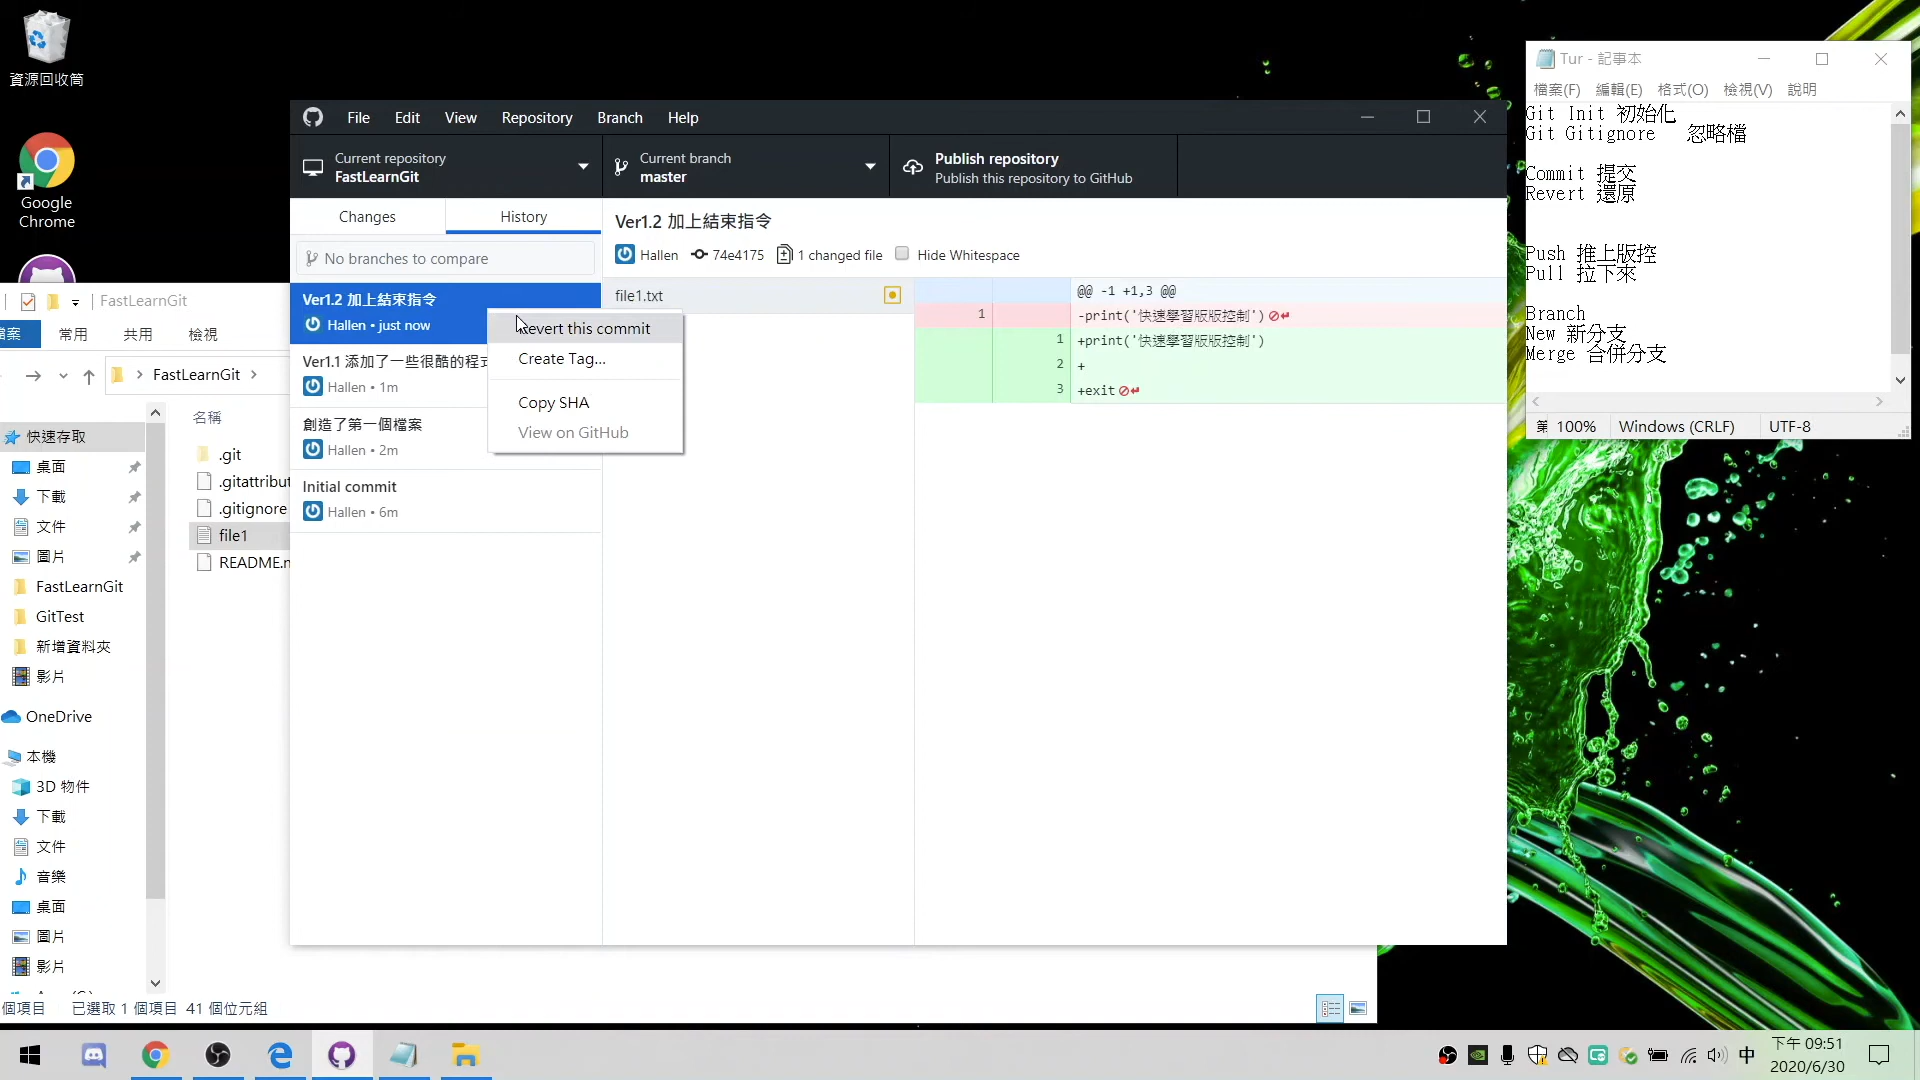 資源回收筒
Google
Chrome
FastLearnGit
檔案
常用
共用
檢視
FastLearnGit
名稱
快速存取
桌面
下載
文件
圖片
FastLearnGit
GitTest
新增資料夾
影片
OneDrive
本機
3D 物件
下載
文件
音樂
桌面
圖片
影片
.git
.gitattribut
.gitignore
file1
README.m
個項目
已選取 1 個項目 41 個位元組
File
Edit
View
Repository
Branch
Help
Current repository
FastLearnGit
Current branch
master
Publish repository
Publish this repository to GitHub
Changes
History
No branches to compare
Ver1.2 加上結束指令
Hallen • just now
Ver1.1 添加了一些很酷的程式
Hallen • 1m
創造了第一個檔案
Hallen • 2m
Initial commit
Hallen • 6m
Revert this commit
Create Tag...
Copy SHA
View on GitHub
Ver1.2 加上結束指令
Hallen
74e4175
1 changed file
Hide Whitespace
file1.txt
@@ -1 +1,3 @@
1 -print('快速學習版版控制')
1 +print('快速學習版版控制')
2 +
3 +exit
Tur - 記事本
檔案(F) 編輯(E) 格式(O) 檢視(V) 說明
Git Init 初始化
Git Gitignore 忽略檔
Commit 提交
Revert 還原
Push 推上版控
Pull 拉下來
Branch
New 新分支
Merge 合併分支
100%
Windows (CRLF)
UTF-8
中
下午 09:51
2020/6/30